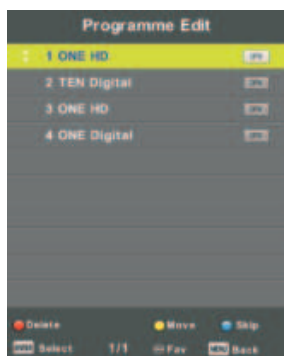 Programme Edit
1 ONE HD
2 TEN Digital
3 ONE HD
4 ONE Digital
Delete Move Skip
Select 1/1 Fav MENU Back